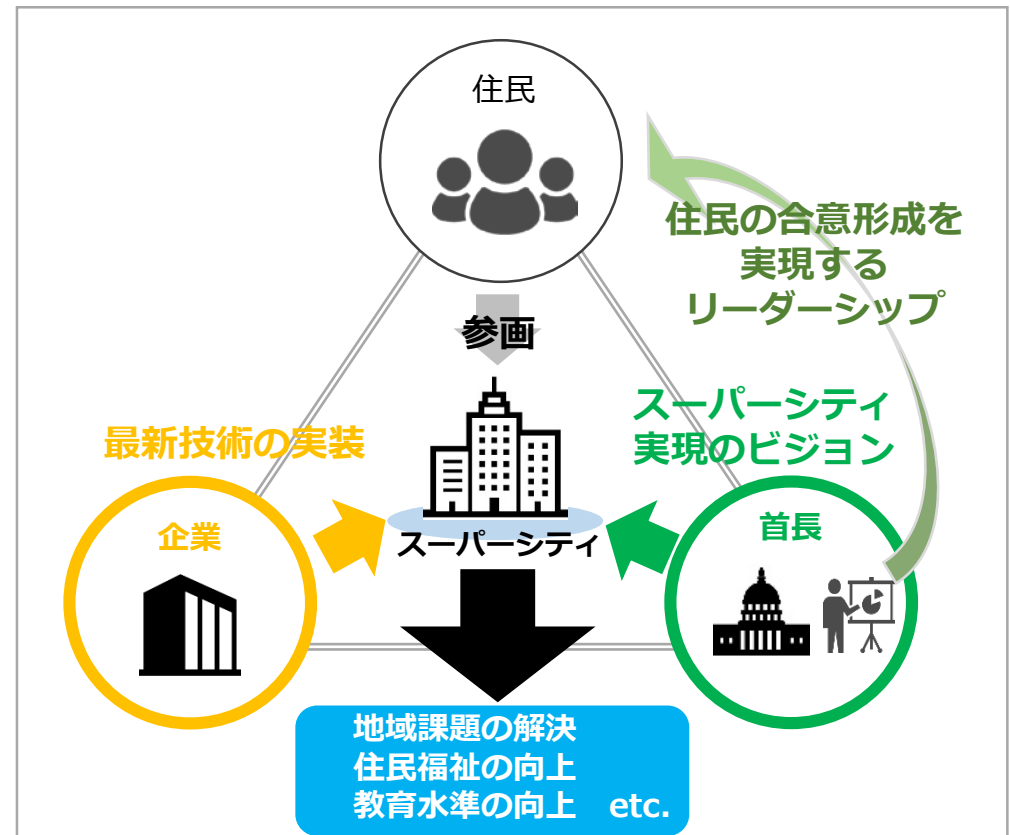 住民
住民の合意形成を
実現する
リーダーシップ
参画
スーパーシティ
実現のビジョン
最新技術の実装
企業
首長
スーパーシティ
地域課題の解決
住民福祉の向上
教育水準の向上 etc.